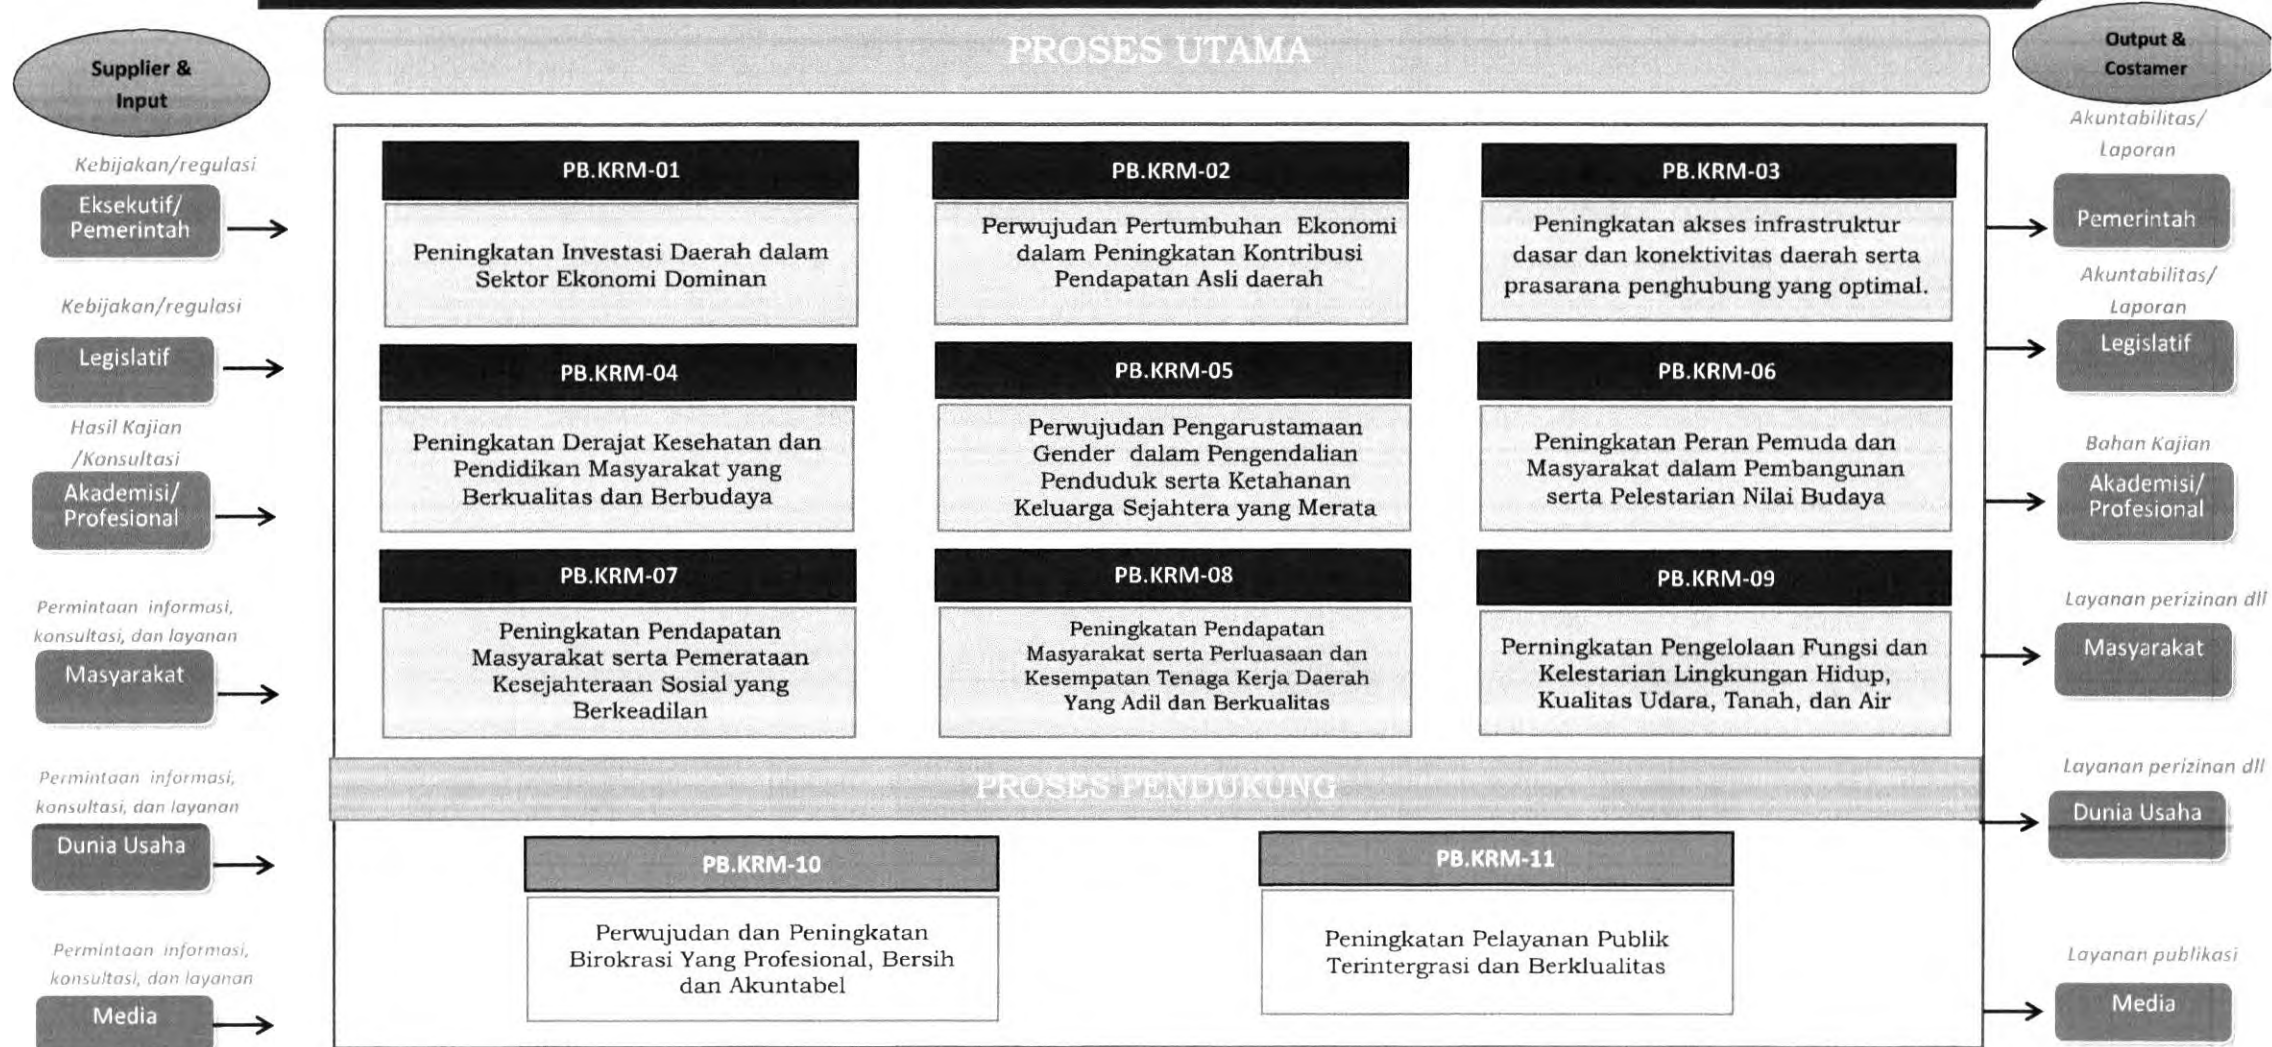 PROSES UTAMA
Supplier &
Input
Kebijakan/regulasi
Eksekutif/
Pemerintah
Kebijakan/regulasi
Legislatif
Hasil Kajian
/Konsultasi
Akademisi/
Profesional
Permintaan informasi,
konsultasi, dan layanan
Masyarakat
Permintaan informasi,
konsultasi, dan layanan
Dunia Usaha
Permintaan informasi,
konsultasi, dan layanan
Media
PB.KRM-01
Peningkatan Investasi Daerah dalam
Sektor Ekonomi Dominan
PB.KRM-02
Perwujudan Pertumbuhan Ekonomi
dalam Peningkatan Kontribusi
Pendapatan Asli daerah
PB.KRM-03
Peningkatan akses infrastruktur
dasar dan konektivitas daerah serta
prasarana penghubung yang optimal.
PB.KRM-04
Peningkatan Derajat Kesehatan dan
Pendidikan Masyarakat yang
Berkualitas dan Berbudaya
PB.KRM-05
Perwujudan Pengarustamaan
Gender dalam Pengendalian
Penduduk serta Ketahanan
Keluarga Sejahtera yang Merata
PB.KRM-06
Peningkatan Peran Pemuda dan
Masyarakat dalam Pembangunan
serta Pelestarian Nilai Budaya
PB.KRM-07
Peningkatan Pendapatan
Masyarakat serta Pemerataan
Kesejahteraan Sosial yang
Berkeadilan
PB.KRM-08
Peningkatan Pendapatan
Masyarakat serta Perluasaan dan
Kesempatan Tenaga Kerja Daerah
Yang Adil dan Berkualitas
PB.KRM-09
Perningkatan Pengelolaan Fungsi dan
Kelestarian Lingkungan Hidup,
Kualitas Udara, Tanah, dan Air
PROSES PENDUKUNG
PB.KRM-10
Perwujudan dan Peningkatan
Birokrasi Yang Profesional, Bersih
dan Akuntabel
PB.KRM-11
Peningkatan Pelayanan Publik
Terintergrasi dan Berklualitas
Output &
Costamer
Akuntabilitas/
Laporan
Pemerintah
Akuntabilitas/
Laporan
Legislatif
Bahan Kajian
Akademisi/
Profesional
Layanan perizinan dll
Masyarakat
Layanan perizinan dll
Dunia Usaha
Layanan publikasi
Media